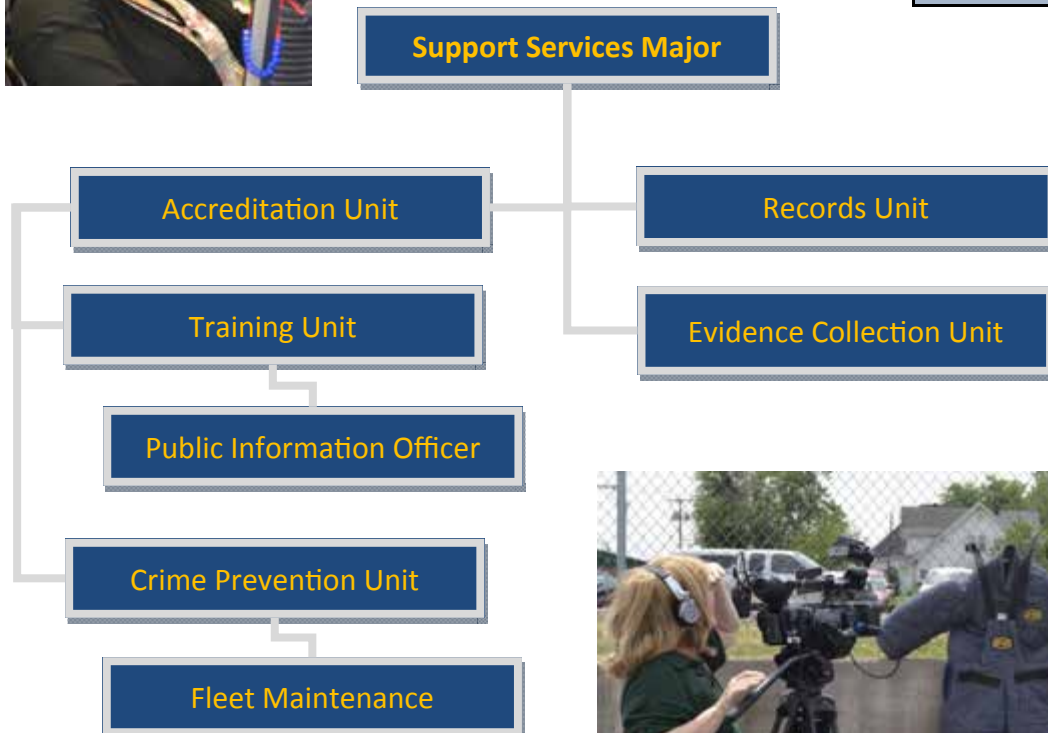 Support Services Major
Accreditation Unit
Records Unit
Training Unit
Evidence Collection Unit
Public Information Officer
Crime Prevention Unit
Fleet Maintenance